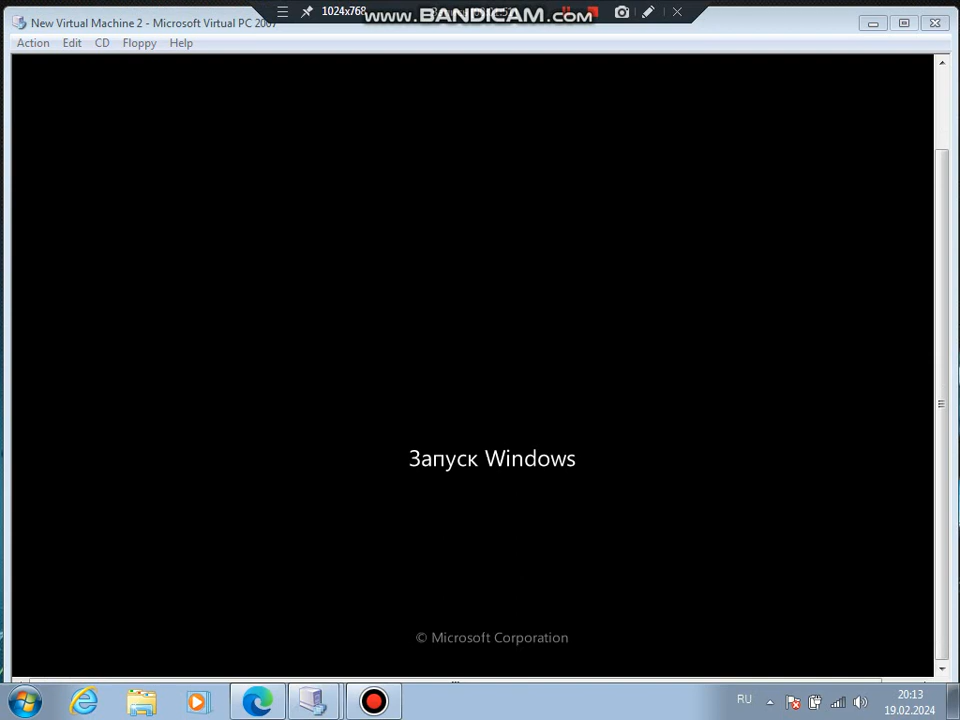 www.BANDICAM.com
1024x768
New Virtual Machine 2 - Microsoft Virtual PC 2007
Action Edit CD Floppy Help
Запуск Windows
© Microsoft Corporation
RU
20:13
19.02.2024